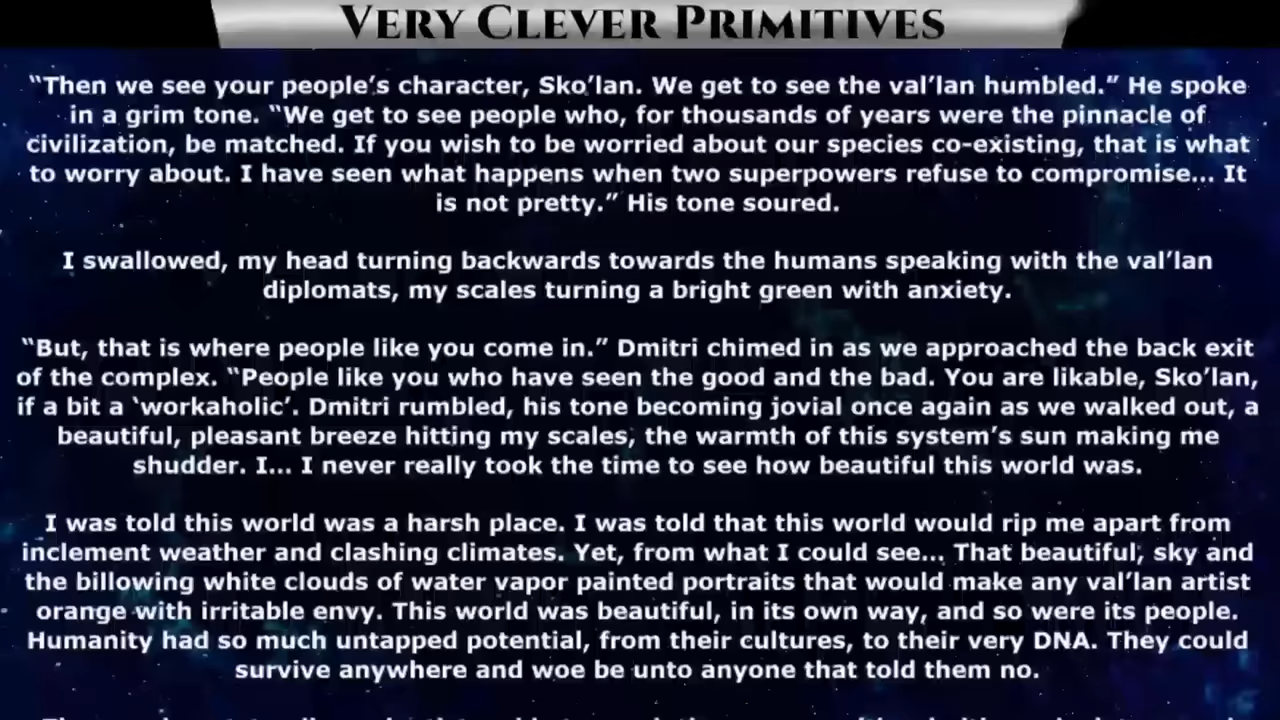 VERY CLEVER PRIMITIVES
“Then we see your people’s character, Sko’lan. We get to see the val’lan humbled.” He spoke
in a grim tone. “We get to see people who, for thousands of years were the pinnacle of
civilization, be matched. If you wish to be worried about our species co-existing, that is what
to worry about. I have seen what happens when two superpowers refuse to compromise... It
is not pretty.” His tone soured.
I swallowed, my head turning backwards towards the humans speaking with the val’lan
diplomats, my scales turning a bright green with anxiety.
“But, that is where people like you come in.” Dmitri chimed in as we approached the back exit
of the complex. “People like you who have seen the good and the bad. You are likable, Sko’lan,
if a bit a ‘workaholic’. Dmitri rumbled, his tone becoming jovial once again as we walked out, a
beautiful, pleasant breeze hitting my scales, the warmth of this system’s sun making me
shudder. I... I never really took the time to see how beautiful this world was.
I was told this world was a harsh place. I was told that this world would rip me apart from
inclement weather and clashing climates. Yet, from what I could see... That beautiful, sky and
the billowing white clouds of water vapor painted portraits that would make any val’lan artist
orange with irritable envy. This world was beautiful, in its own way, and so were its people.
Humanity had so much untapped potential, from their cultures, to their very DNA. They could
survive anywhere and woe be unto anyone that told them no.